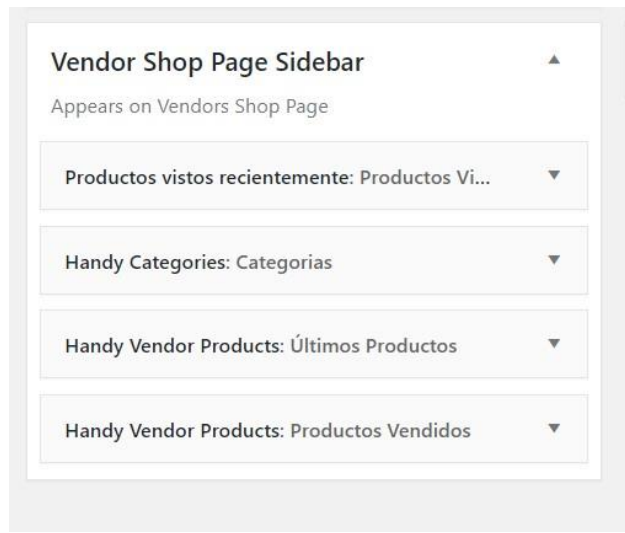 Vendor Shop Page Sidebar
Appears on Vendors Shop Page
Productos vistos recientemente: Productos Vi...
Handy Categories: Categorias
Handy Vendor Products: Últimos Productos
Handy Vendor Products: Productos Vendidos